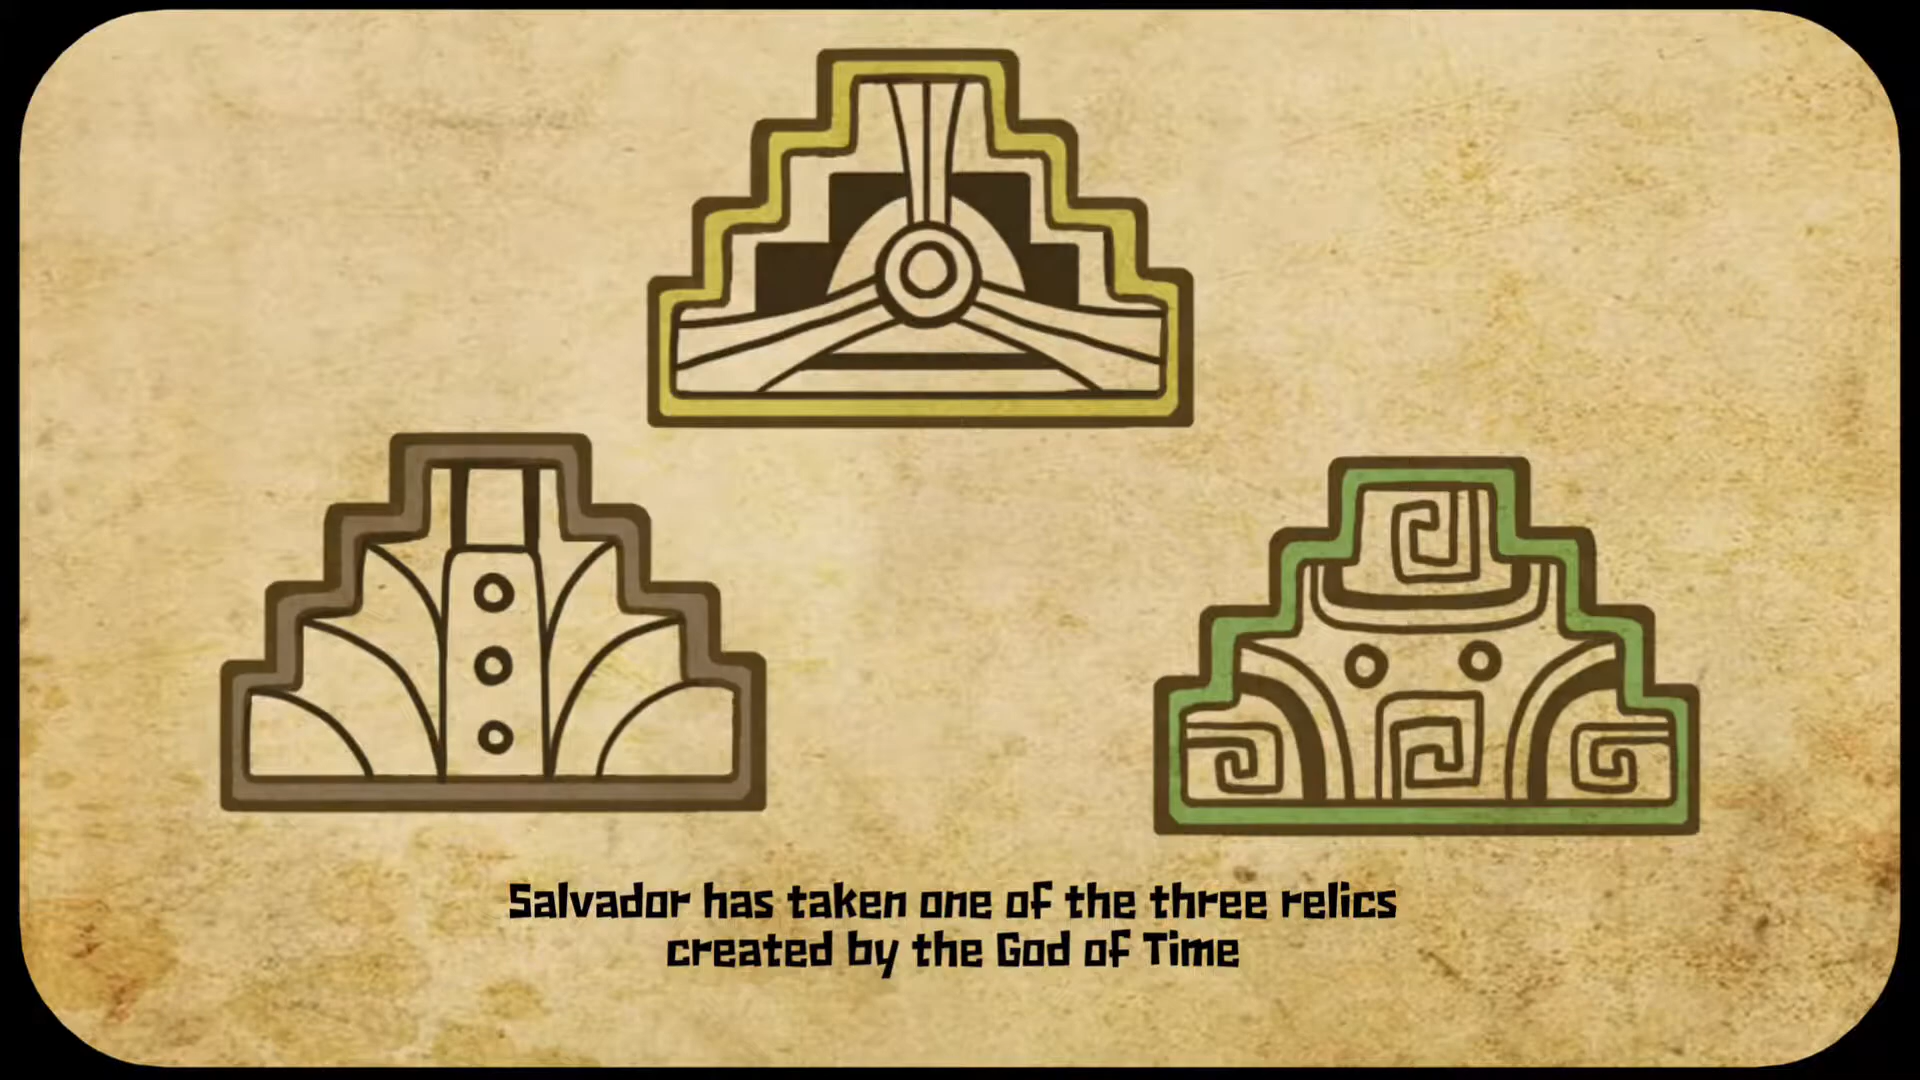 Salvador has taken one of the three relics
created by the God of Time